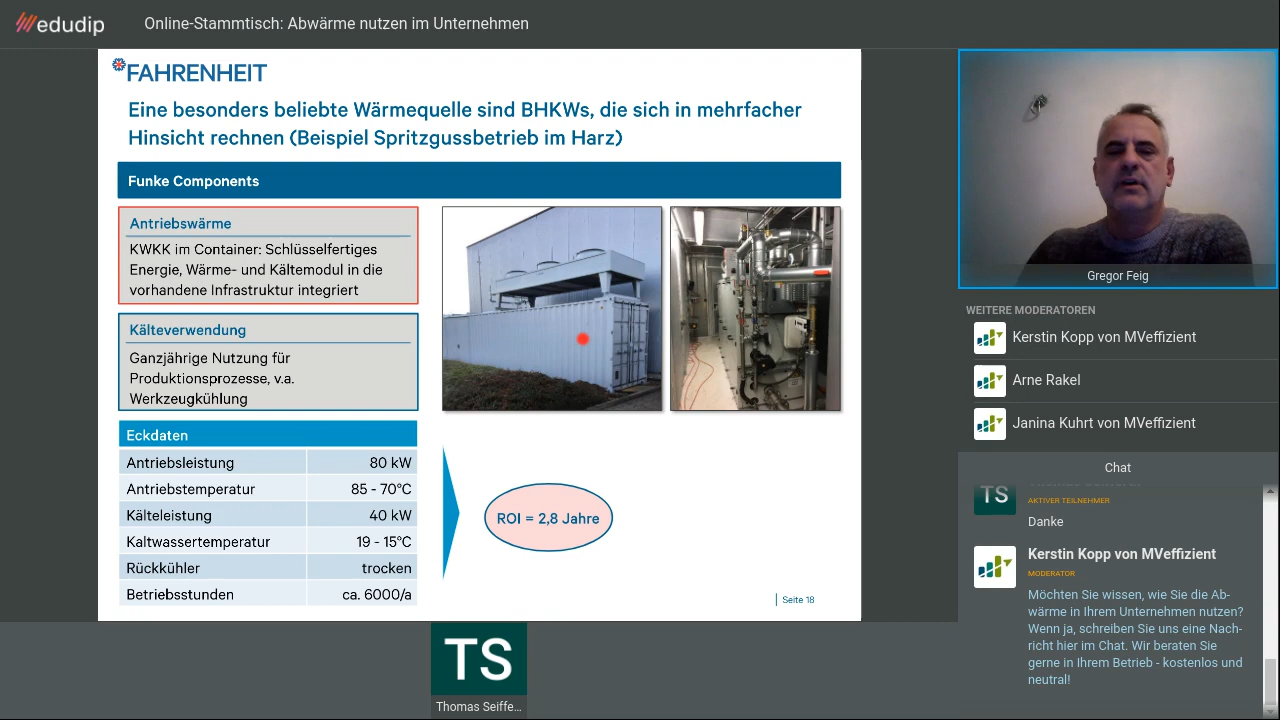 edudip
Online-Stammtisch: Abwärme nutzen im Unternehmen
FAHRENHEIT
Eine besonders beliebte Wärmequelle sind BHKWs, die sich in mehrfacher
Hinsicht rechnen (Beispiel Spritzgussbetrieb im Harz)
Funke Components
Antriebswärme
KWKK im Container: Schlüsselfertiges
Energie, Wärme- und Kältemodul in die
vorhandene Infrastruktur integriert
Kälteverwendung
Ganzjährige Nutzung für
Produktionsprozesse, v.a.
Werkzeugkühlung
Eckdaten
Antriebsleistung 80 kW
Antriebstemperatur 85 - 70°C
Kälteleistung 40 kW
Kaltwassertemperatur 19 - 15°C
Rückkühler trocken
Betriebsstunden ca. 6000/a
ROI = 2,8 Jahre
Seite 18
Gregor Feig
WEITERE MODERATOREN
Kerstin Kopp von MVeffizient
Arne Rakel
Janina Kuhrt von MVeffizient
Chat
TS
AKTIVER TEILNEHMER
Danke
Kerstin Kopp von MVeffizient
MODERATOR
Möchten Sie wissen, wie Sie die Ab-
wärme in Ihrem Unternehmen nutzen?
Wenn ja, schreiben Sie uns eine Nach-
richt hier im Chat. Wir beraten Sie
gerne in Ihrem Betrieb - kostenlos und
neutral!
TS
Thomas Seiffe...